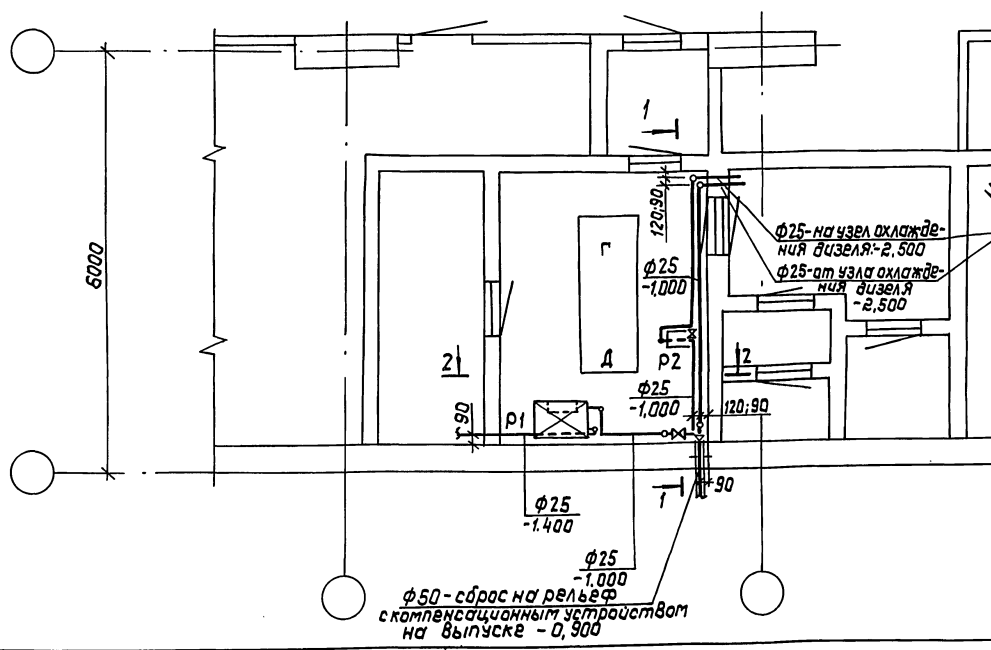 1
6000
120;90
Г
Ф25
-1,000
Ф25-на узел охлажде-
ния дизеля:-2,500
Ф25-от узла охлажде-
ния дизеля
-2,500
2
Д
Р2
2
Ф25
-1,000
120;90
90
Р1
1
90
Ф25
-1.400
Ф25
-1,000
Ф50-сброс на рельеф
с компенсационным устройством
на выпуске -0,900